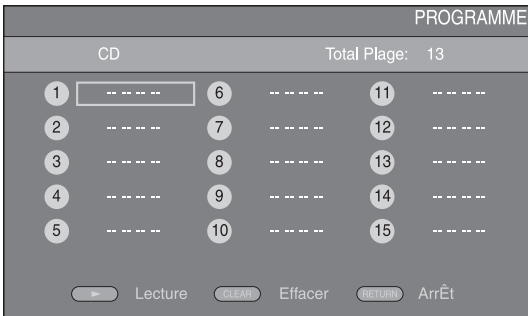 PROGRAMME
CD Total Plage: 13
1 -- -- -- -- 6 -- -- -- -- 11 -- -- -- --
2 -- -- -- -- 7 -- -- -- -- 12 -- -- -- --
3 -- -- -- -- 8 -- -- -- -- 13 -- -- -- --
4 -- -- -- -- 9 -- -- -- -- 14 -- -- -- --
5 -- -- -- -- 10 -- -- -- -- 15 -- -- -- --
Lecture CLEAR Effacer RETURN ArrÊt